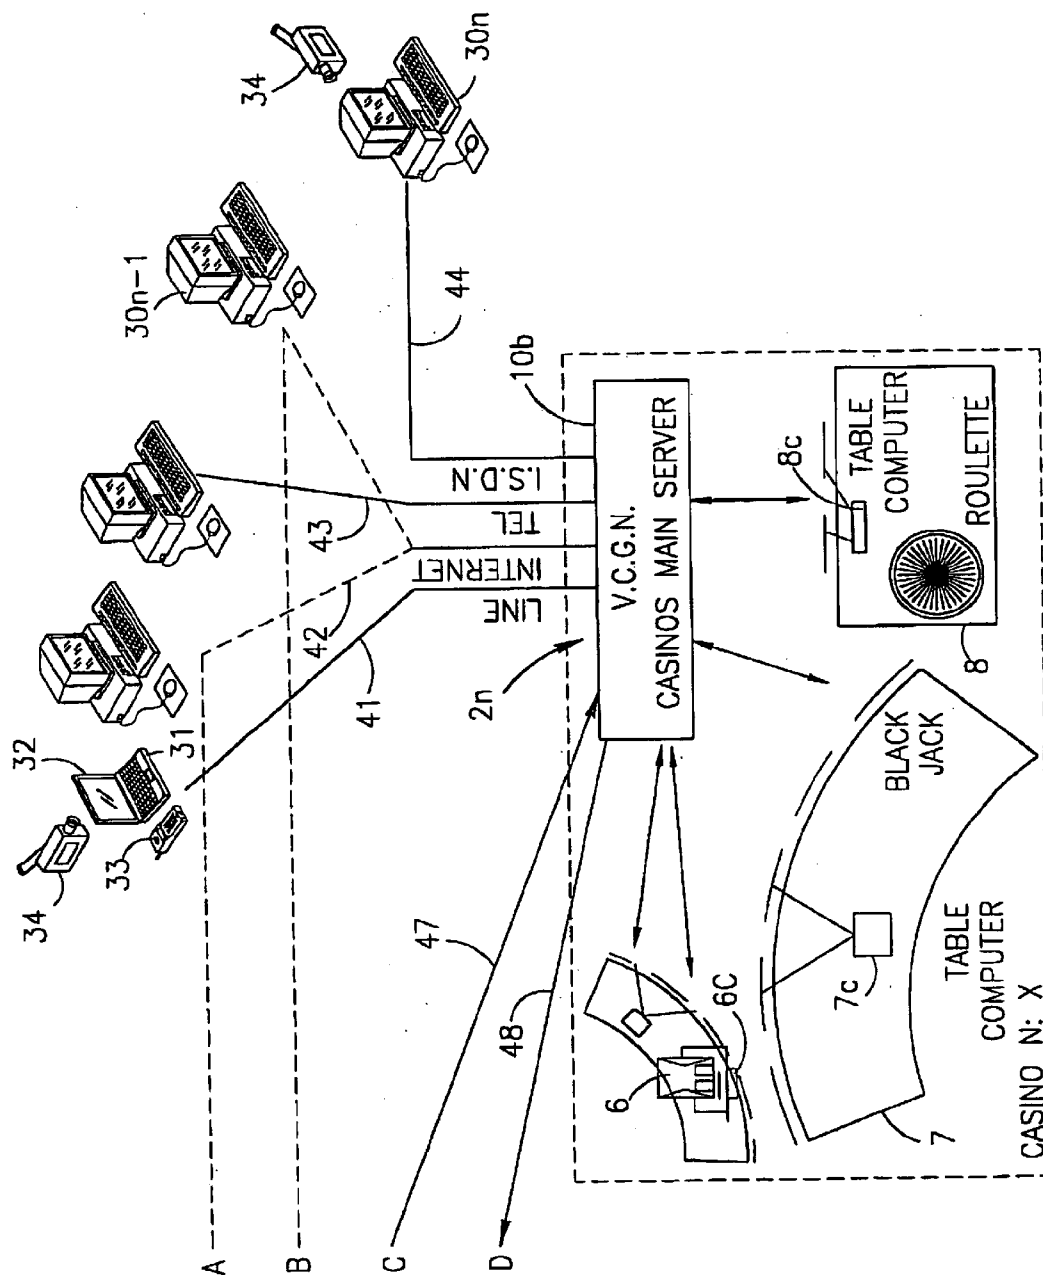 34
32
31
33
30n-1
34
30n
A
B
C
D
41
42
43
44
47
48
LINE
INTERNET
TEL
I.S.D.N
2n
10b
V.C.G.N.
CASINOS MAIN SERVER
6
6C
7
7c
BLACK
JACK
TABLE
COMPUTER
8
8c
TABLE
COMPUTER
ROULETTE
CASINO N: X